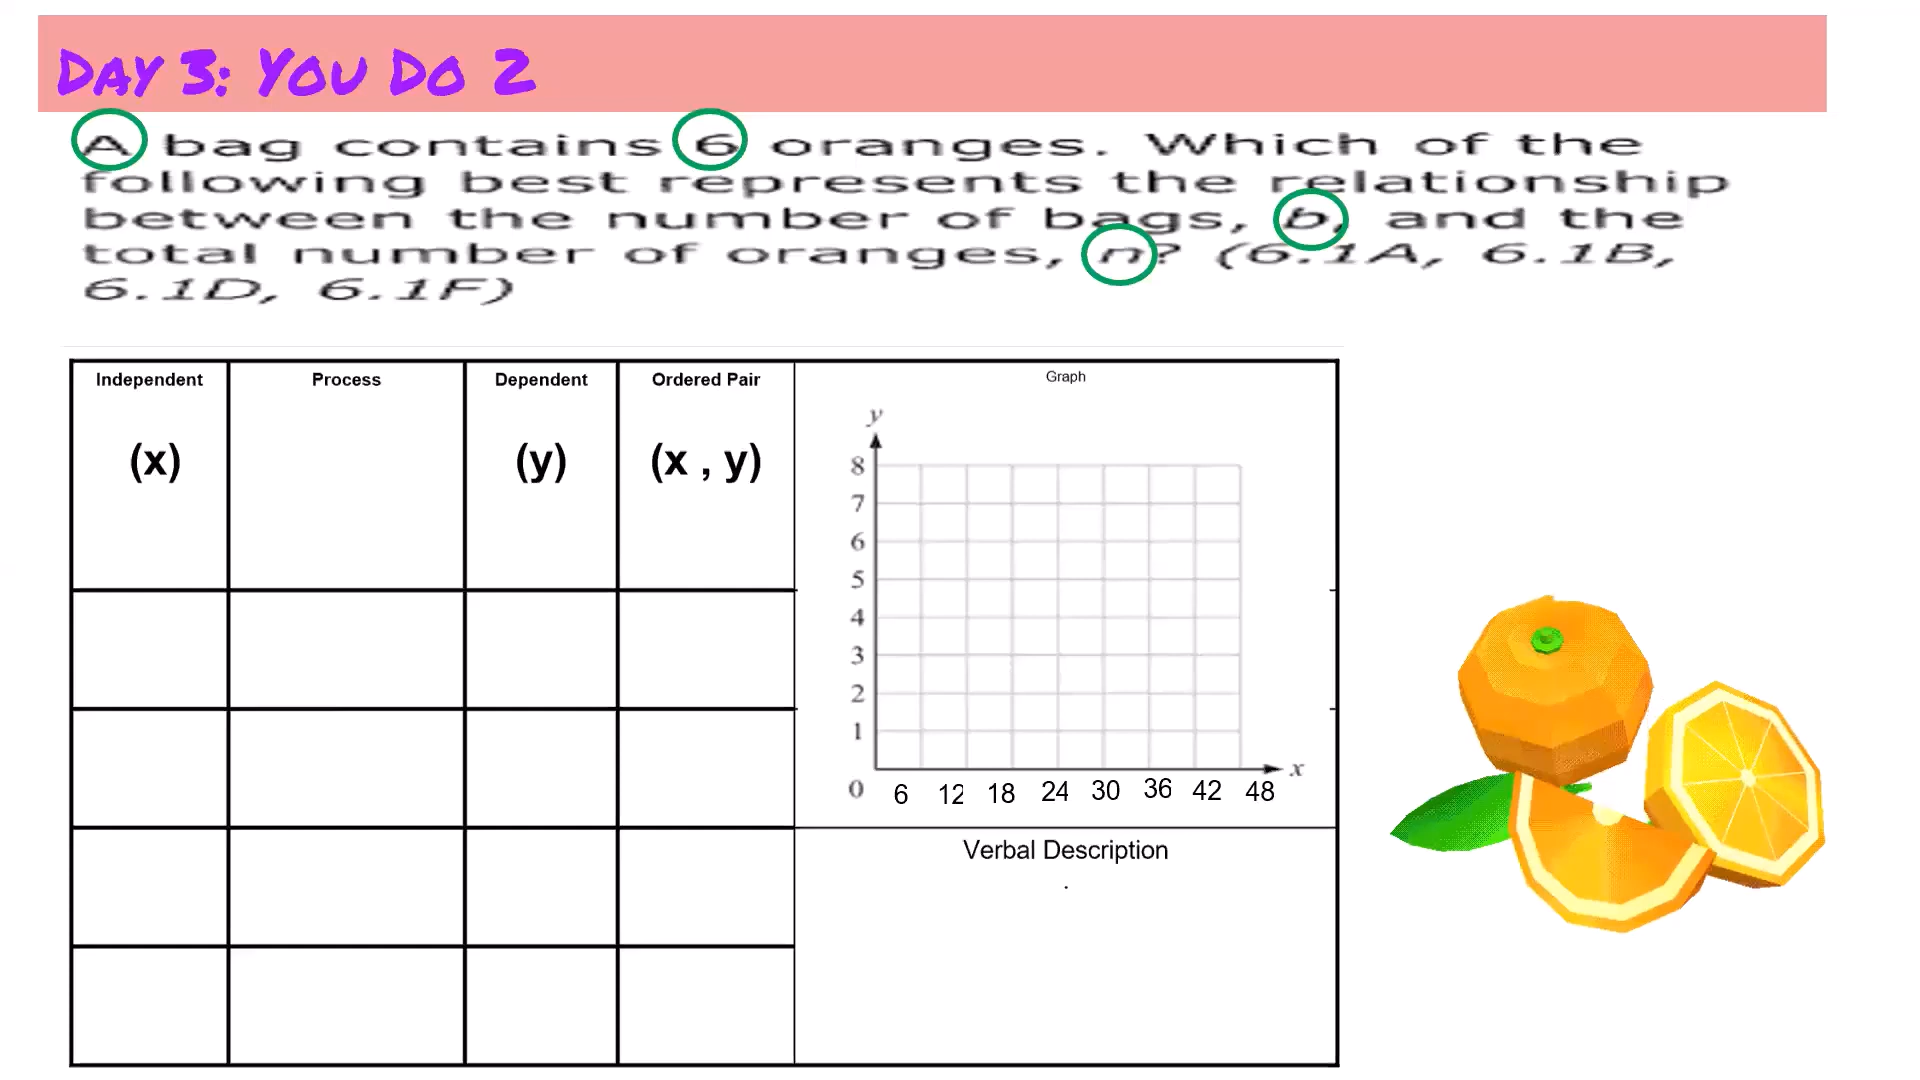 Day 3: You Do 2
A bag contains 6 oranges. Which of the
following best represents the relationship
between the number of bags, b, and the
total number of oranges, n? (6.1A, 6.1B,
6.1D, 6.1F)
Independent
(x)
Process
Dependent
(y)
Ordered Pair
(x , y)
Graph
y
8
7
6
5
4
3
2
1
0
6 12 18 24 30 36 42 48
x
Verbal Description
.